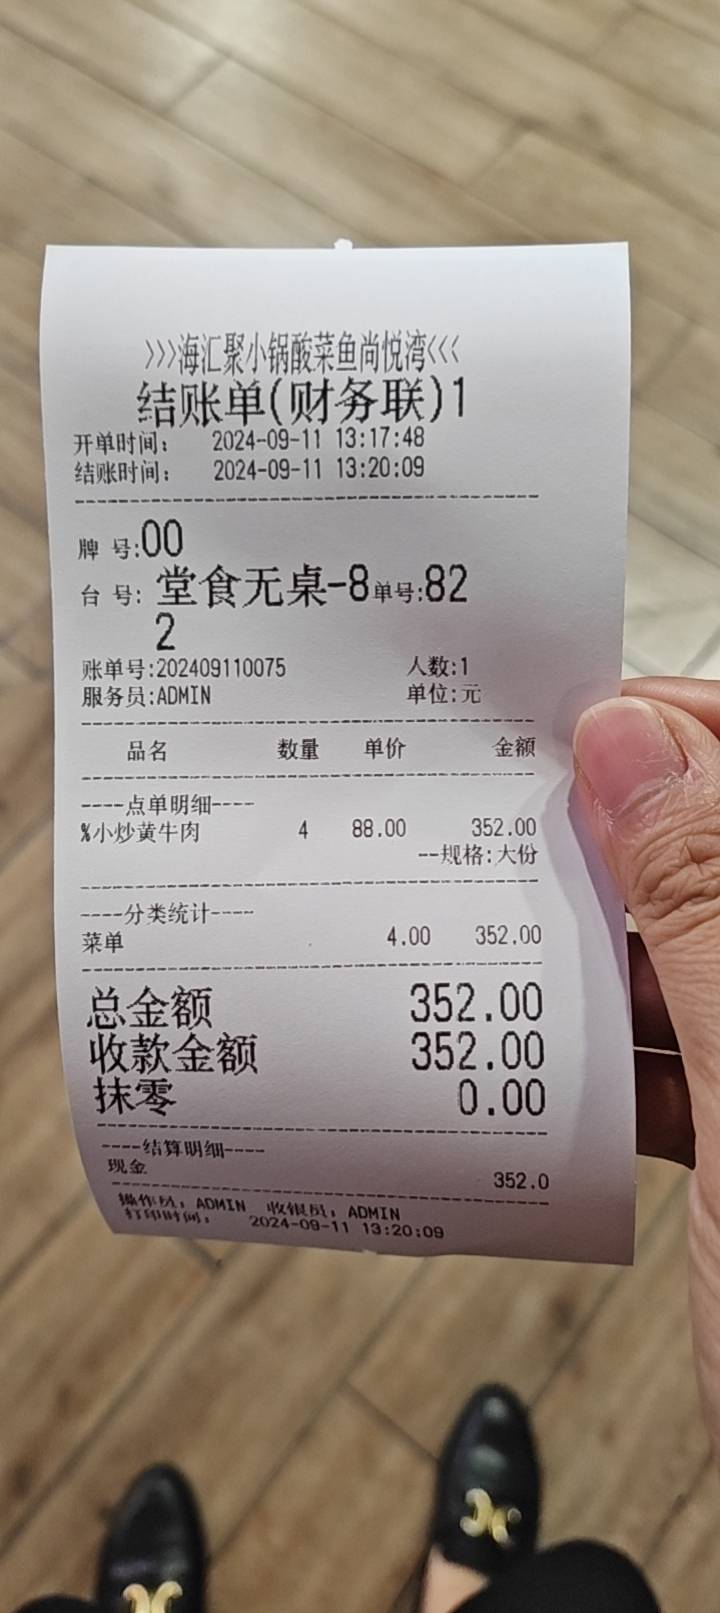 >>>海汇聚小锅酸菜鱼尚悦湾<<<
结账单(财务联)1
开单时间: 2024-09-11 13:17:48
结账时间: 2024-09-11 13:20:09
牌 号:00
台 号: 堂食无桌-8单号:82
2
账单号:202409110075 人数:1
服务员:ADMIN 单位:元
品名 数量 单价 金额
----点单明细----
%小炒黄牛肉 4 88.00 352.00
--规格:大份
----分类统计----
菜单 4.00 352.00
总金额 352.00
收款金额 352.00
抹零 0.00
----结算明细----
现金 352.0
操作员: ADMIN 收银员: ADMIN
打印时间: 2024-09-11 13:20:09